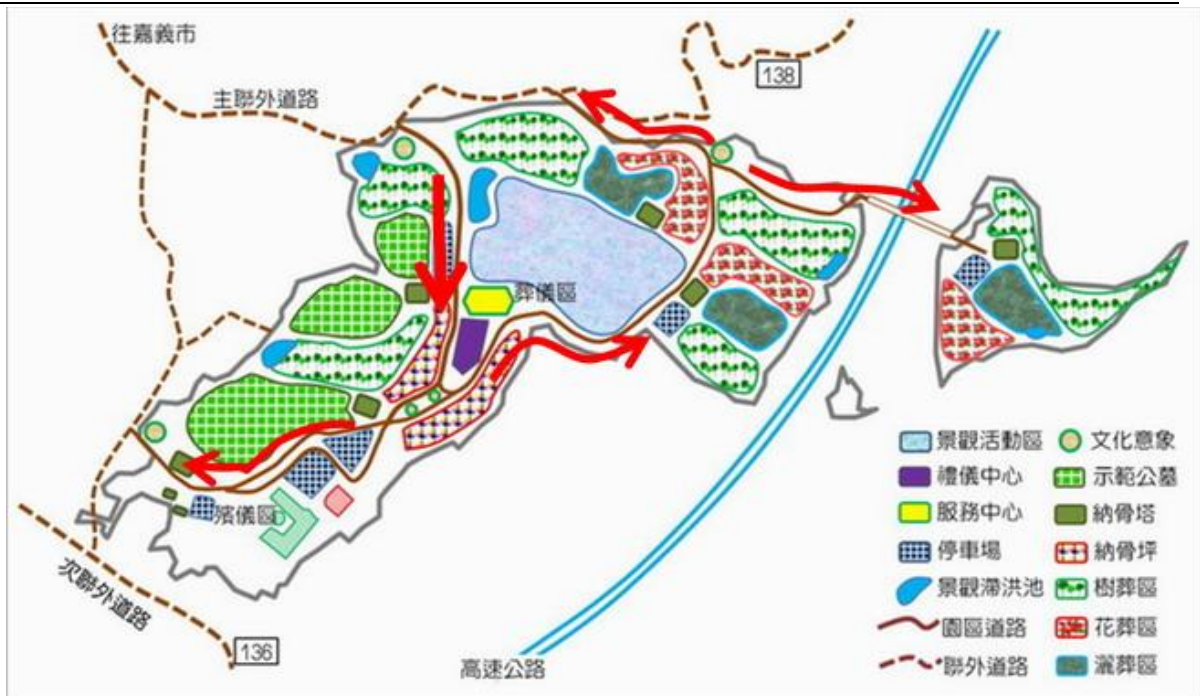 往嘉義市
138
主聯外道路
葬儀區
殯儀區
次聯外道路
136
高速公路
景觀活動區
文化意象
禮儀中心
示範公墓
服務中心
納骨塔
停車場
納骨坪
景觀滯洪池
樹葬區
園區道路
花葬區
聯外道路
灑葬區